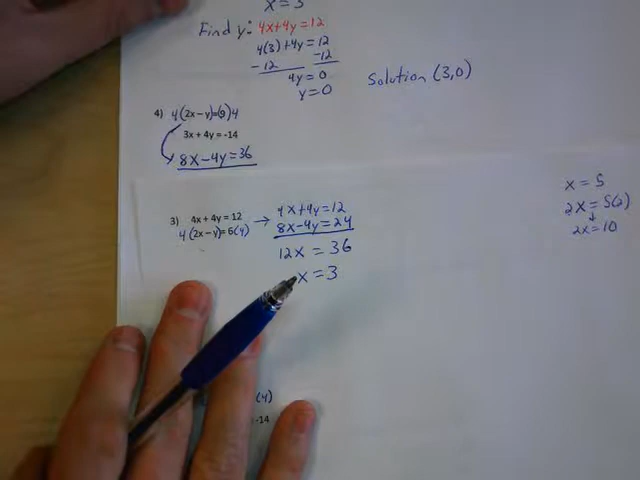 x = 3
Find y: 4x+4y=12
4(3)+4y=12
-12 -12
4y=0
y=0
Solution (3,0)
4) 4(2x-y)=(9)4
3x + 4y = -14
8x-4y=36
3) 4x + 4y = 12 → 4x+4y=12
4(2x-y)=6(4) 8x-4y=24
12x = 36
x = 3
x = 5
2x = 5(2)
2x=10
(4)
= -14